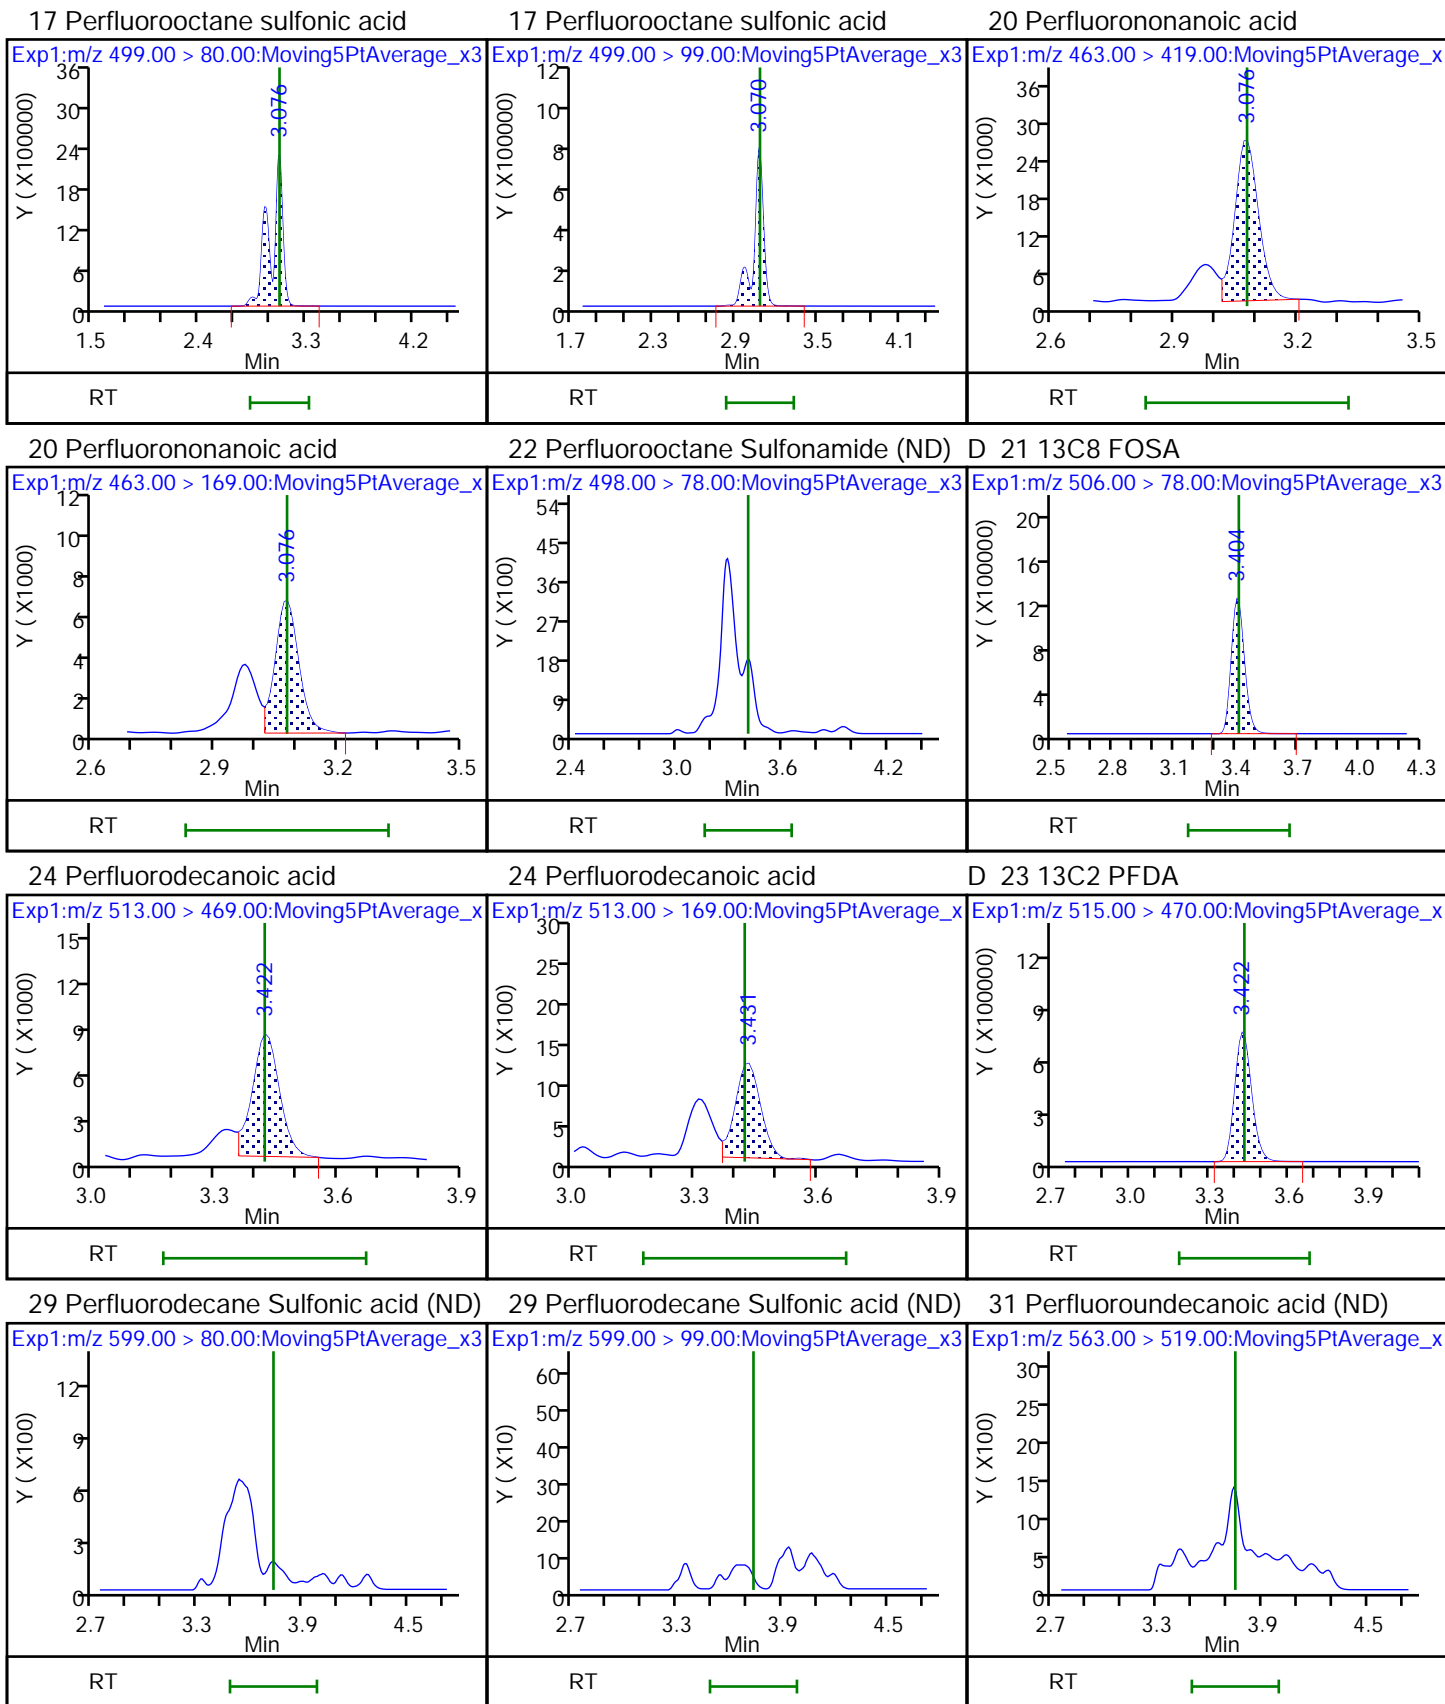 17 Perfluorooctane sulfonic acid
Exp1:m/z 499.00 > 80.00:Moving5PtAverage_x3
Y ( X100000)
36
30
24
18
12
6
0
3.076
1.5 2.4 3.3 4.2
Min
RT
17 Perfluorooctane sulfonic acid
Exp1:m/z 499.00 > 99.00:Moving5PtAverage_x3
Y ( X100000)
12
10
8
6
4
2
0
3.070
1.7 2.3 2.9 3.5 4.1
Min
RT
20 Perfluorononanoic acid
Exp1:m/z 463.00 > 419.00:Moving5PtAverage_x
Y ( X1000)
36
30
24
18
12
6
0
3.076
2.6 2.9 3.2 3.5
Min
RT
20 Perfluorononanoic acid
Exp1:m/z 463.00 > 169.00:Moving5PtAverage_x
Y ( X1000)
12
10
8
6
4
2
0
3.076
2.6 2.9 3.2 3.5
Min
RT
22 Perfluorooctane Sulfonamide (ND)
Exp1:m/z 498.00 > 78.00:Moving5PtAverage_x3
Y ( X100)
54
45
36
27
18
9
0
2.4 3.0 3.6 4.2
Min
RT
D 21 13C8 FOSA
Exp1:m/z 506.00 > 78.00:Moving5PtAverage_x3
Y ( X100000)
20
16
12
8
4
0
3.404
2.5 2.8 3.1 3.4 3.7 4.0 4.3
Min
RT
24 Perfluorodecanoic acid
Exp1:m/z 513.00 > 469.00:Moving5PtAverage_x
Y ( X1000)
15
12
9
6
3
0
3.422
3.0 3.3 3.6 3.9
Min
RT
24 Perfluorodecanoic acid
Exp1:m/z 513.00 > 169.00:Moving5PtAverage_x
Y ( X100)
30
25
20
15
10
5
0
3.431
3.0 3.3 3.6 3.9
Min
RT
D 23 13C2 PFDA
Exp1:m/z 515.00 > 470.00:Moving5PtAverage_x
Y ( X100000)
12
9
6
3
0
3.422
2.7 3.0 3.3 3.6 3.9
Min
RT
29 Perfluorodecane Sulfonic acid (ND)
Exp1:m/z 599.00 > 80.00:Moving5PtAverage_x3
Y ( X100)
12
9
6
3
0
2.7 3.3 3.9 4.5
Min
RT
29 Perfluorodecane Sulfonic acid (ND)
Exp1:m/z 599.00 > 99.00:Moving5PtAverage_x3
Y ( X10)
60
50
40
30
20
10
0
2.7 3.3 3.9 4.5
Min
RT
31 Perfluoroundecanoic acid (ND)
Exp1:m/z 563.00 > 519.00:Moving5PtAverage_x
Y ( X100)
30
25
20
15
10
5
0
2.7 3.3 3.9 4.5
Min
RT